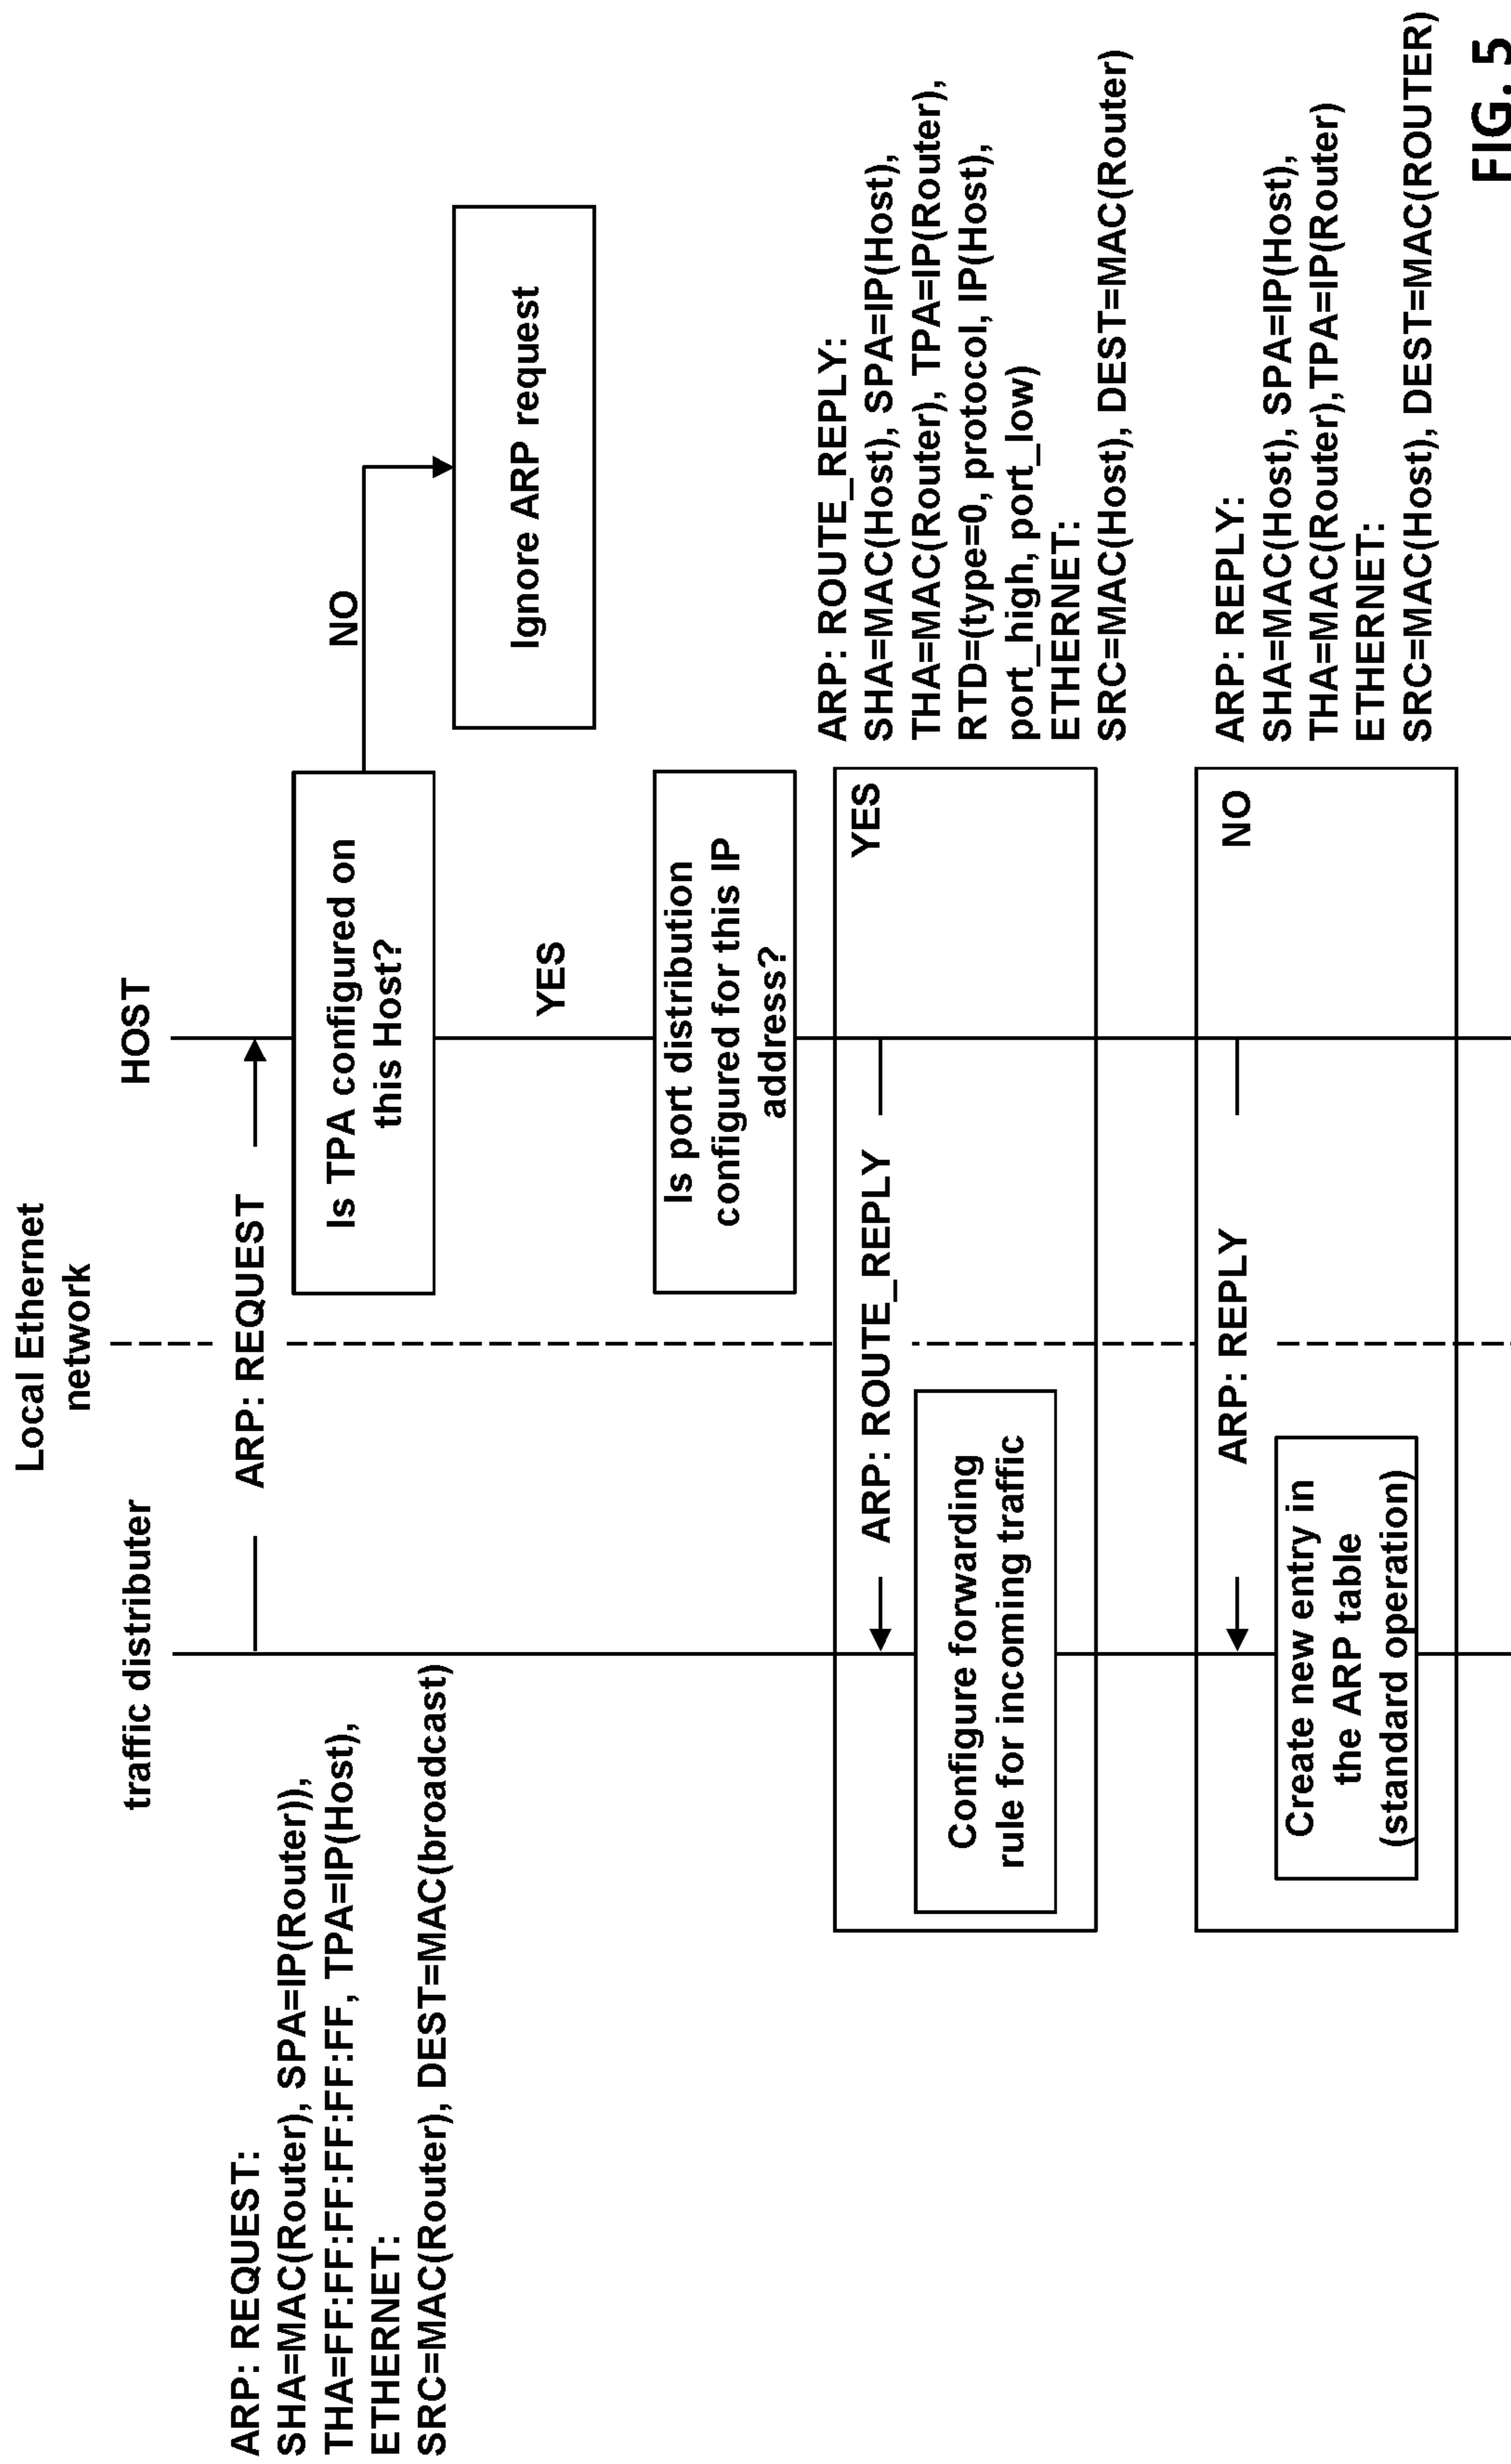 Local Ethernet
network
traffic distributer
HOST
ARP: REQUEST:
SHA=MAC(Router), SPA=IP(Router)),
THA=FF:FF:FF:FF:FF:FF, TPA=IP(Host),
ETHERNET:
SRC=MAC(Router), DEST=MAC(broadcast)
ARP: REQUEST
Is TPA configured on
this Host?
NO
Ignore ARP request
YES
Is port distribution
configured for this IP
address?
YES
ARP: ROUTE_REPLY
Configure forwarding
rule for incoming traffic
ARP: ROUTE_REPLY:
SHA=MAC(Host), SPA=IP(Host),
THA=MAC(Router), TPA=IP(Router),
RTD=(type=0, protocol, IP(Host),
port_high, port_low)
ETHERNET:
SRC=MAC(Host), DEST=MAC(Router)
NO
ARP: REPLY
Create new entry in
the ARP table
(standard operation)
ARP: REPLY:
SHA=MAC(Host), SPA=IP(Host),
THA=MAC(Router),TPA=IP(Router)
ETHERNET:
SRC=MAC(Host), DEST=MAC(ROUTER)
FIG. 5